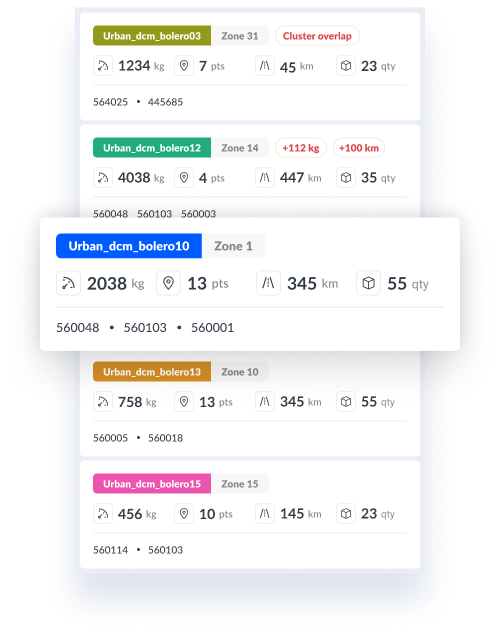 Urban_dcm_bolero03 Zone 31 Cluster overlap
1234 kg 7 pts 45 km 23 qty
564025 • 445685
Urban_dcm_bolero12 Zone 14 +112 kg +100 km
4038 kg 4 pts 447 km 35 qty
560048 560103 560003
Urban_dcm_bolero10 Zone 1
2038 kg 13 pts 345 km 55 qty
560048 • 560103 • 560001
Urban_dcm_bolero13 Zone 10
758 kg 13 pts 345 km 55 qty
560005 • 560018
Urban_dcm_bolero15 Zone 15
456 kg 10 pts 145 km 23 qty
560114 • 560103